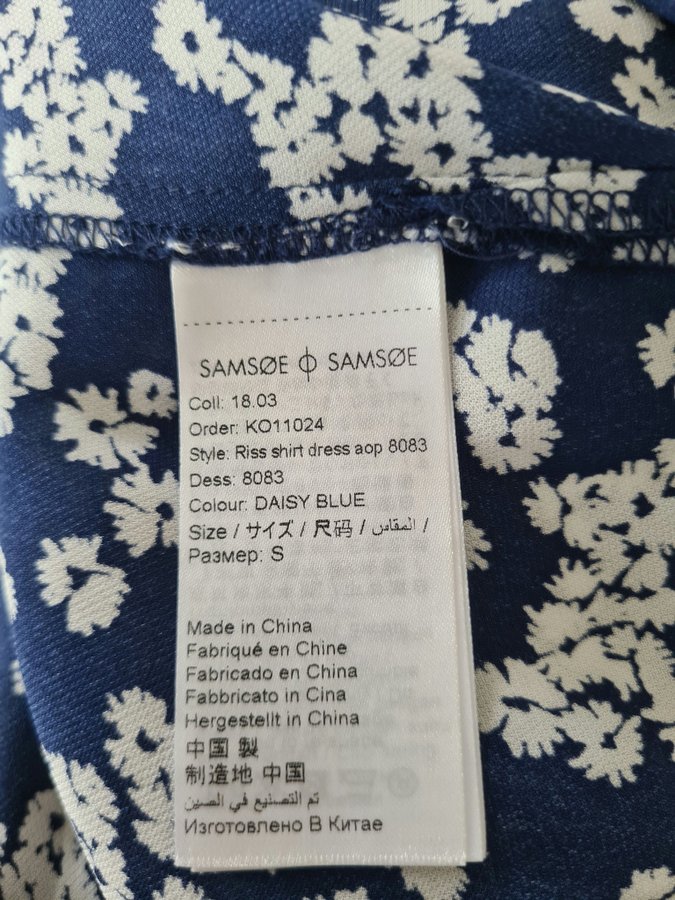 SAMSØE ϕ SAMSØE
Coll: 18.03
Order: KO11024
Style: Riss shirt dress aop 8083
Dess: 8083
Colour: DAISY BLUE
Size / サイズ / 尺码 / المقاس /
Размер: S
Made in China
Fabriqué en Chine
Fabricado en China
Fabbricato in Cina
Hergestellt in China
中国 製
制造地 中国
تم التصنيع في الصين
Изготовлено В Китае